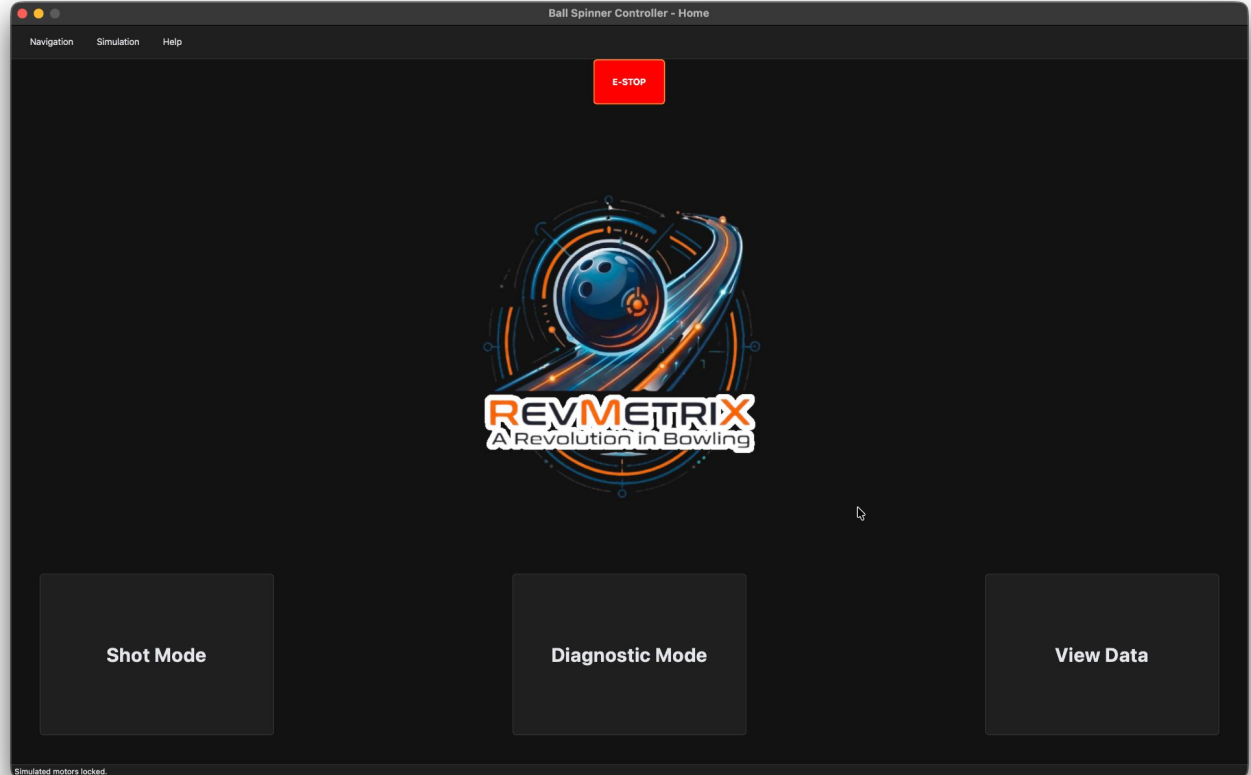 Ball Spinner Controller - Home
Navigation Simulation Help
E-STOP
REVMETRIX
A Revolution in Bowling
Shot Mode Diagnostic Mode View Data
Simulated motors locked.